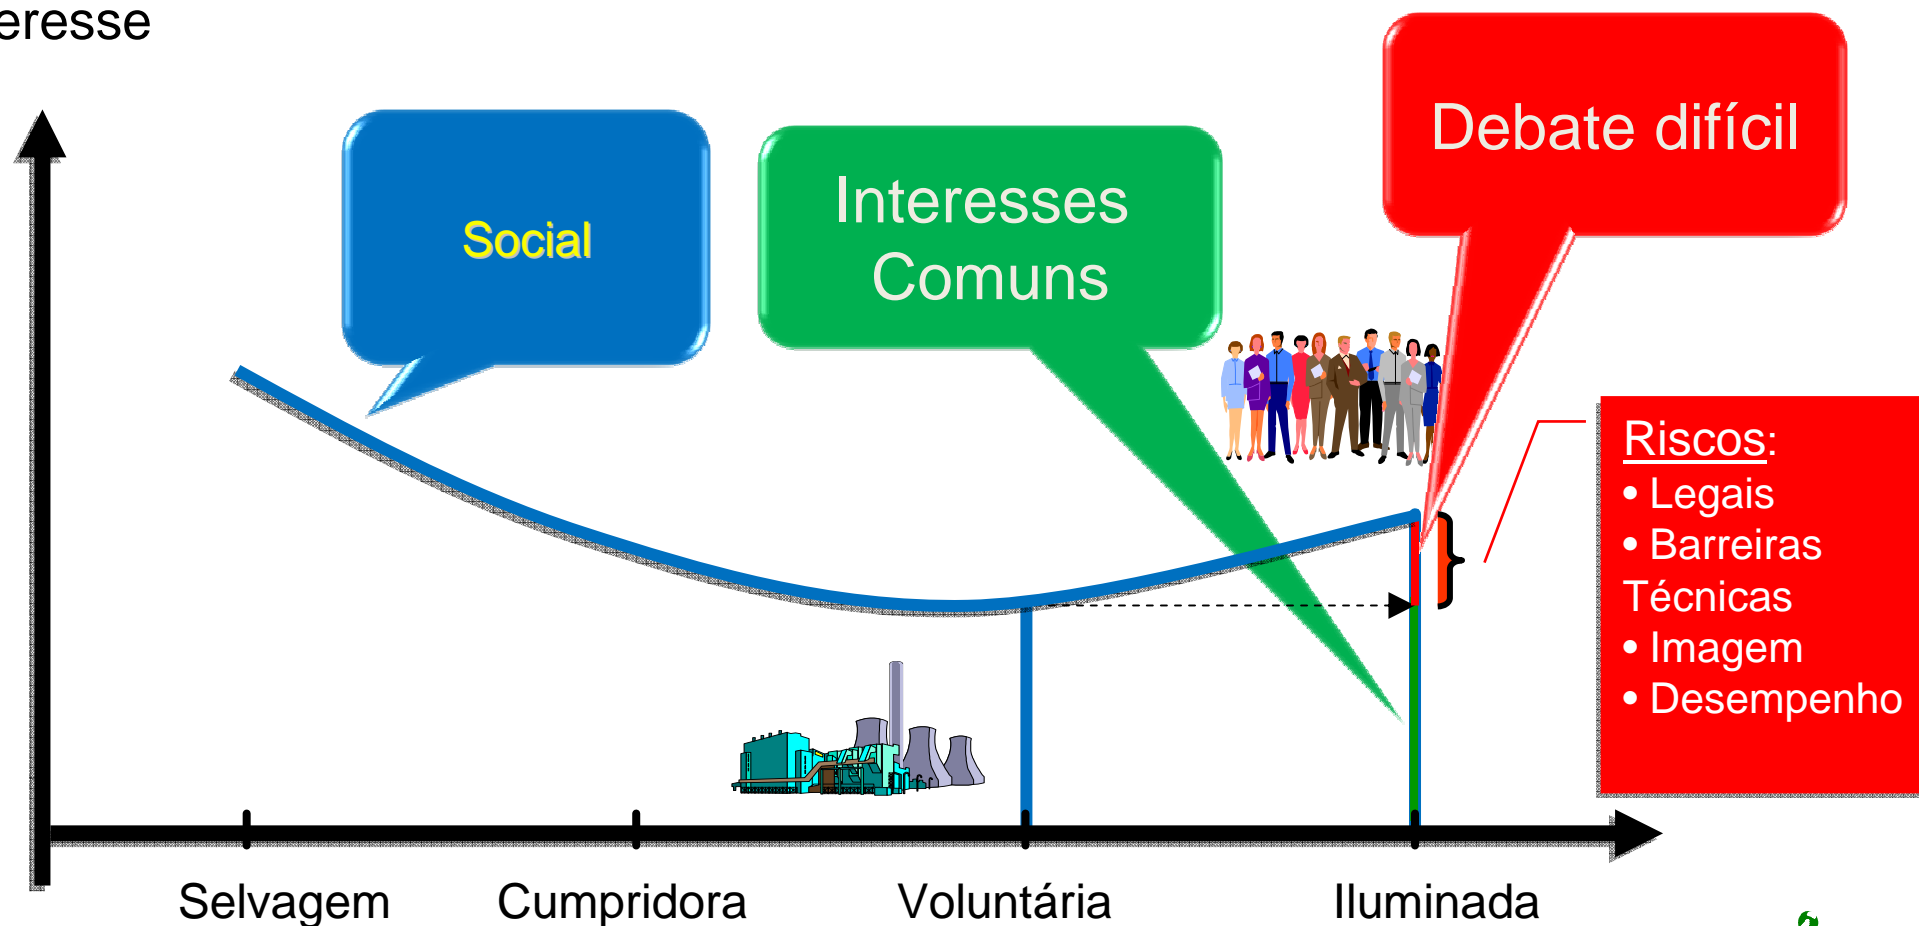 eresse
Debate difícil
Social
Interesses
Comuns
Riscos:
• Legais
• Barreiras
Técnicas
• Imagem
• Desempenho
Selvagem
Cumpridora
Voluntária
Iluminada